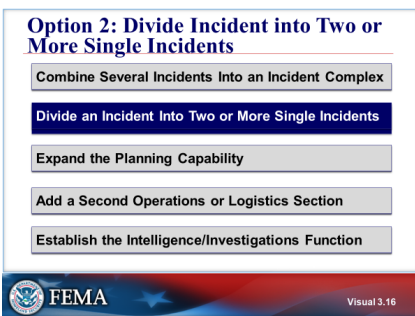 Option 2: Divide Incident into Two or
More Single Incidents
Combine Several Incidents Into an Incident Complex
Divide an Incident Into Two or More Single Incidents
Expand the Planning Capability
Add a Second Operations or Logistics Section
Establish the Intelligence/Investigations Function
FEMA
Visual 3.16